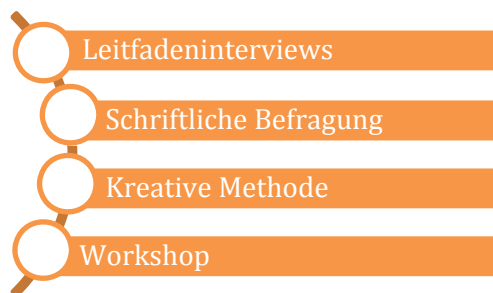 Leitfadeninterviews
Schriftliche Befragung
Kreative Methode
Workshop